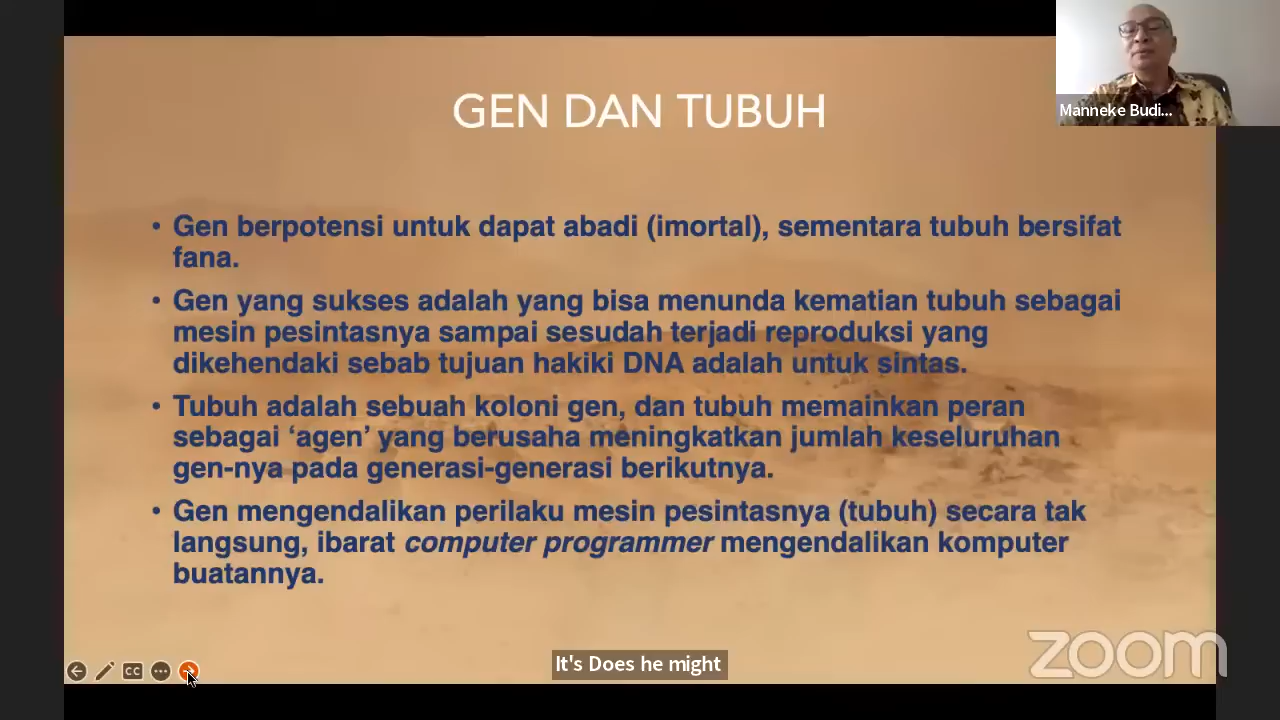 GEN DAN TUBUH
Manneke Budi...
• Gen berpotensi untuk dapat abadi (imortal), sementara tubuh bersifat
fana.
• Gen yang sukses adalah yang bisa menunda kematian tubuh sebagai
mesin pesintasnya sampai sesudah terjadi reproduksi yang
dikehendaki sebab tujuan hakiki DNA adalah untuk sintas.
• Tubuh adalah sebuah koloni gen, dan tubuh memainkan peran
sebagai ‘agen’ yang berusaha meningkatkan jumlah keseluruhan
gen-nya pada generasi-generasi berikutnya.
• Gen mengendalikan perilaku mesin pesintasnya (tubuh) secara tak
langsung, ibarat computer programmer mengendalikan komputer
buatannya.
CC
It's Does he might
zoom